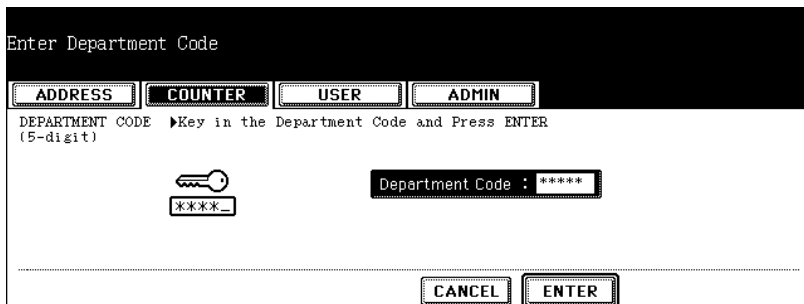 Enter Department Code
ADDRESS COUNTER USER ADMIN
DEPARTMENT CODE ▶Key in the Department Code and Press ENTER
(5-digit)
****_
Department Code : *****
CANCEL ENTER